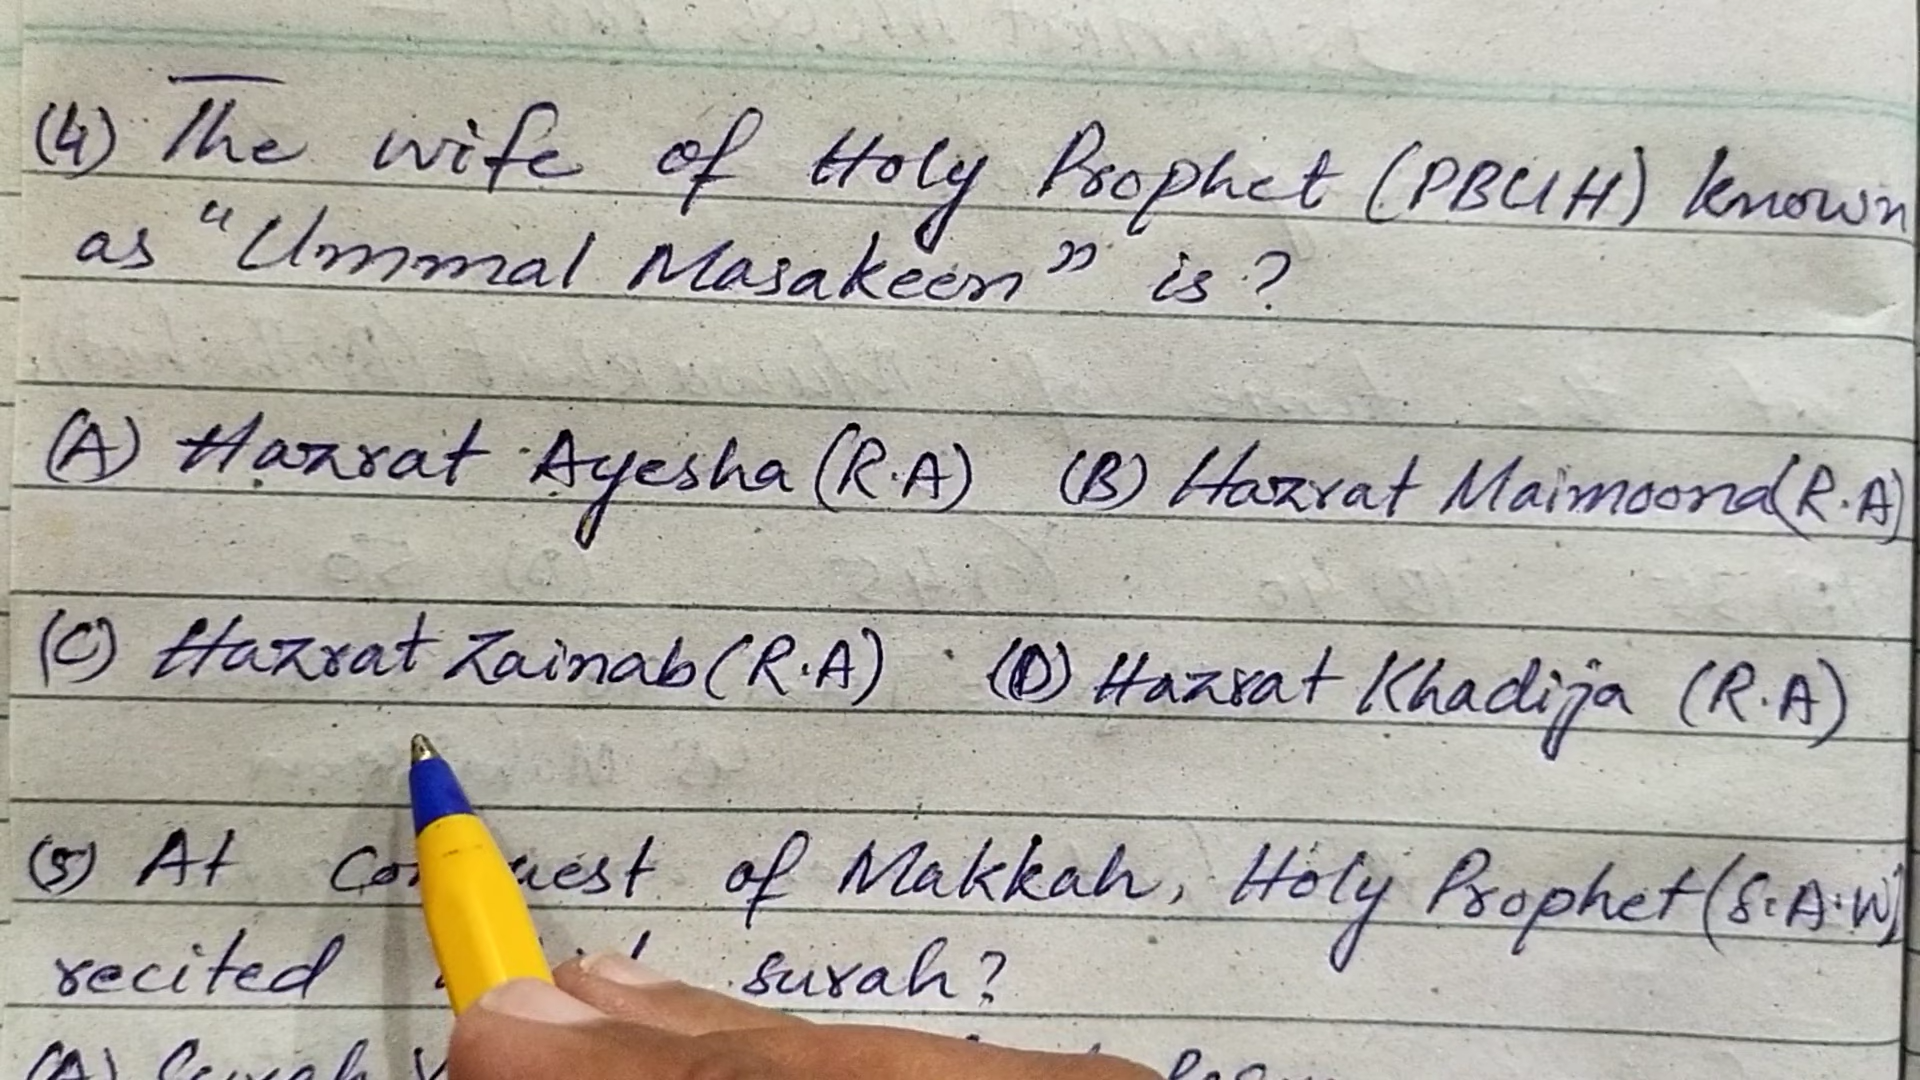 (4) The wife of Holy Prophet (PBUH) known
as "Ummal Masakeen" is?
(A) Hazrat Ayesha (R.A) (B) Hazrat Maimoona (R.A)
(C) Hazrat Zainab (R.A) (D) Hazrat Khadija (R.A)
(5) At of Makkah, Holy Prophet (S.A.W)
recited surah?
(A) Surah